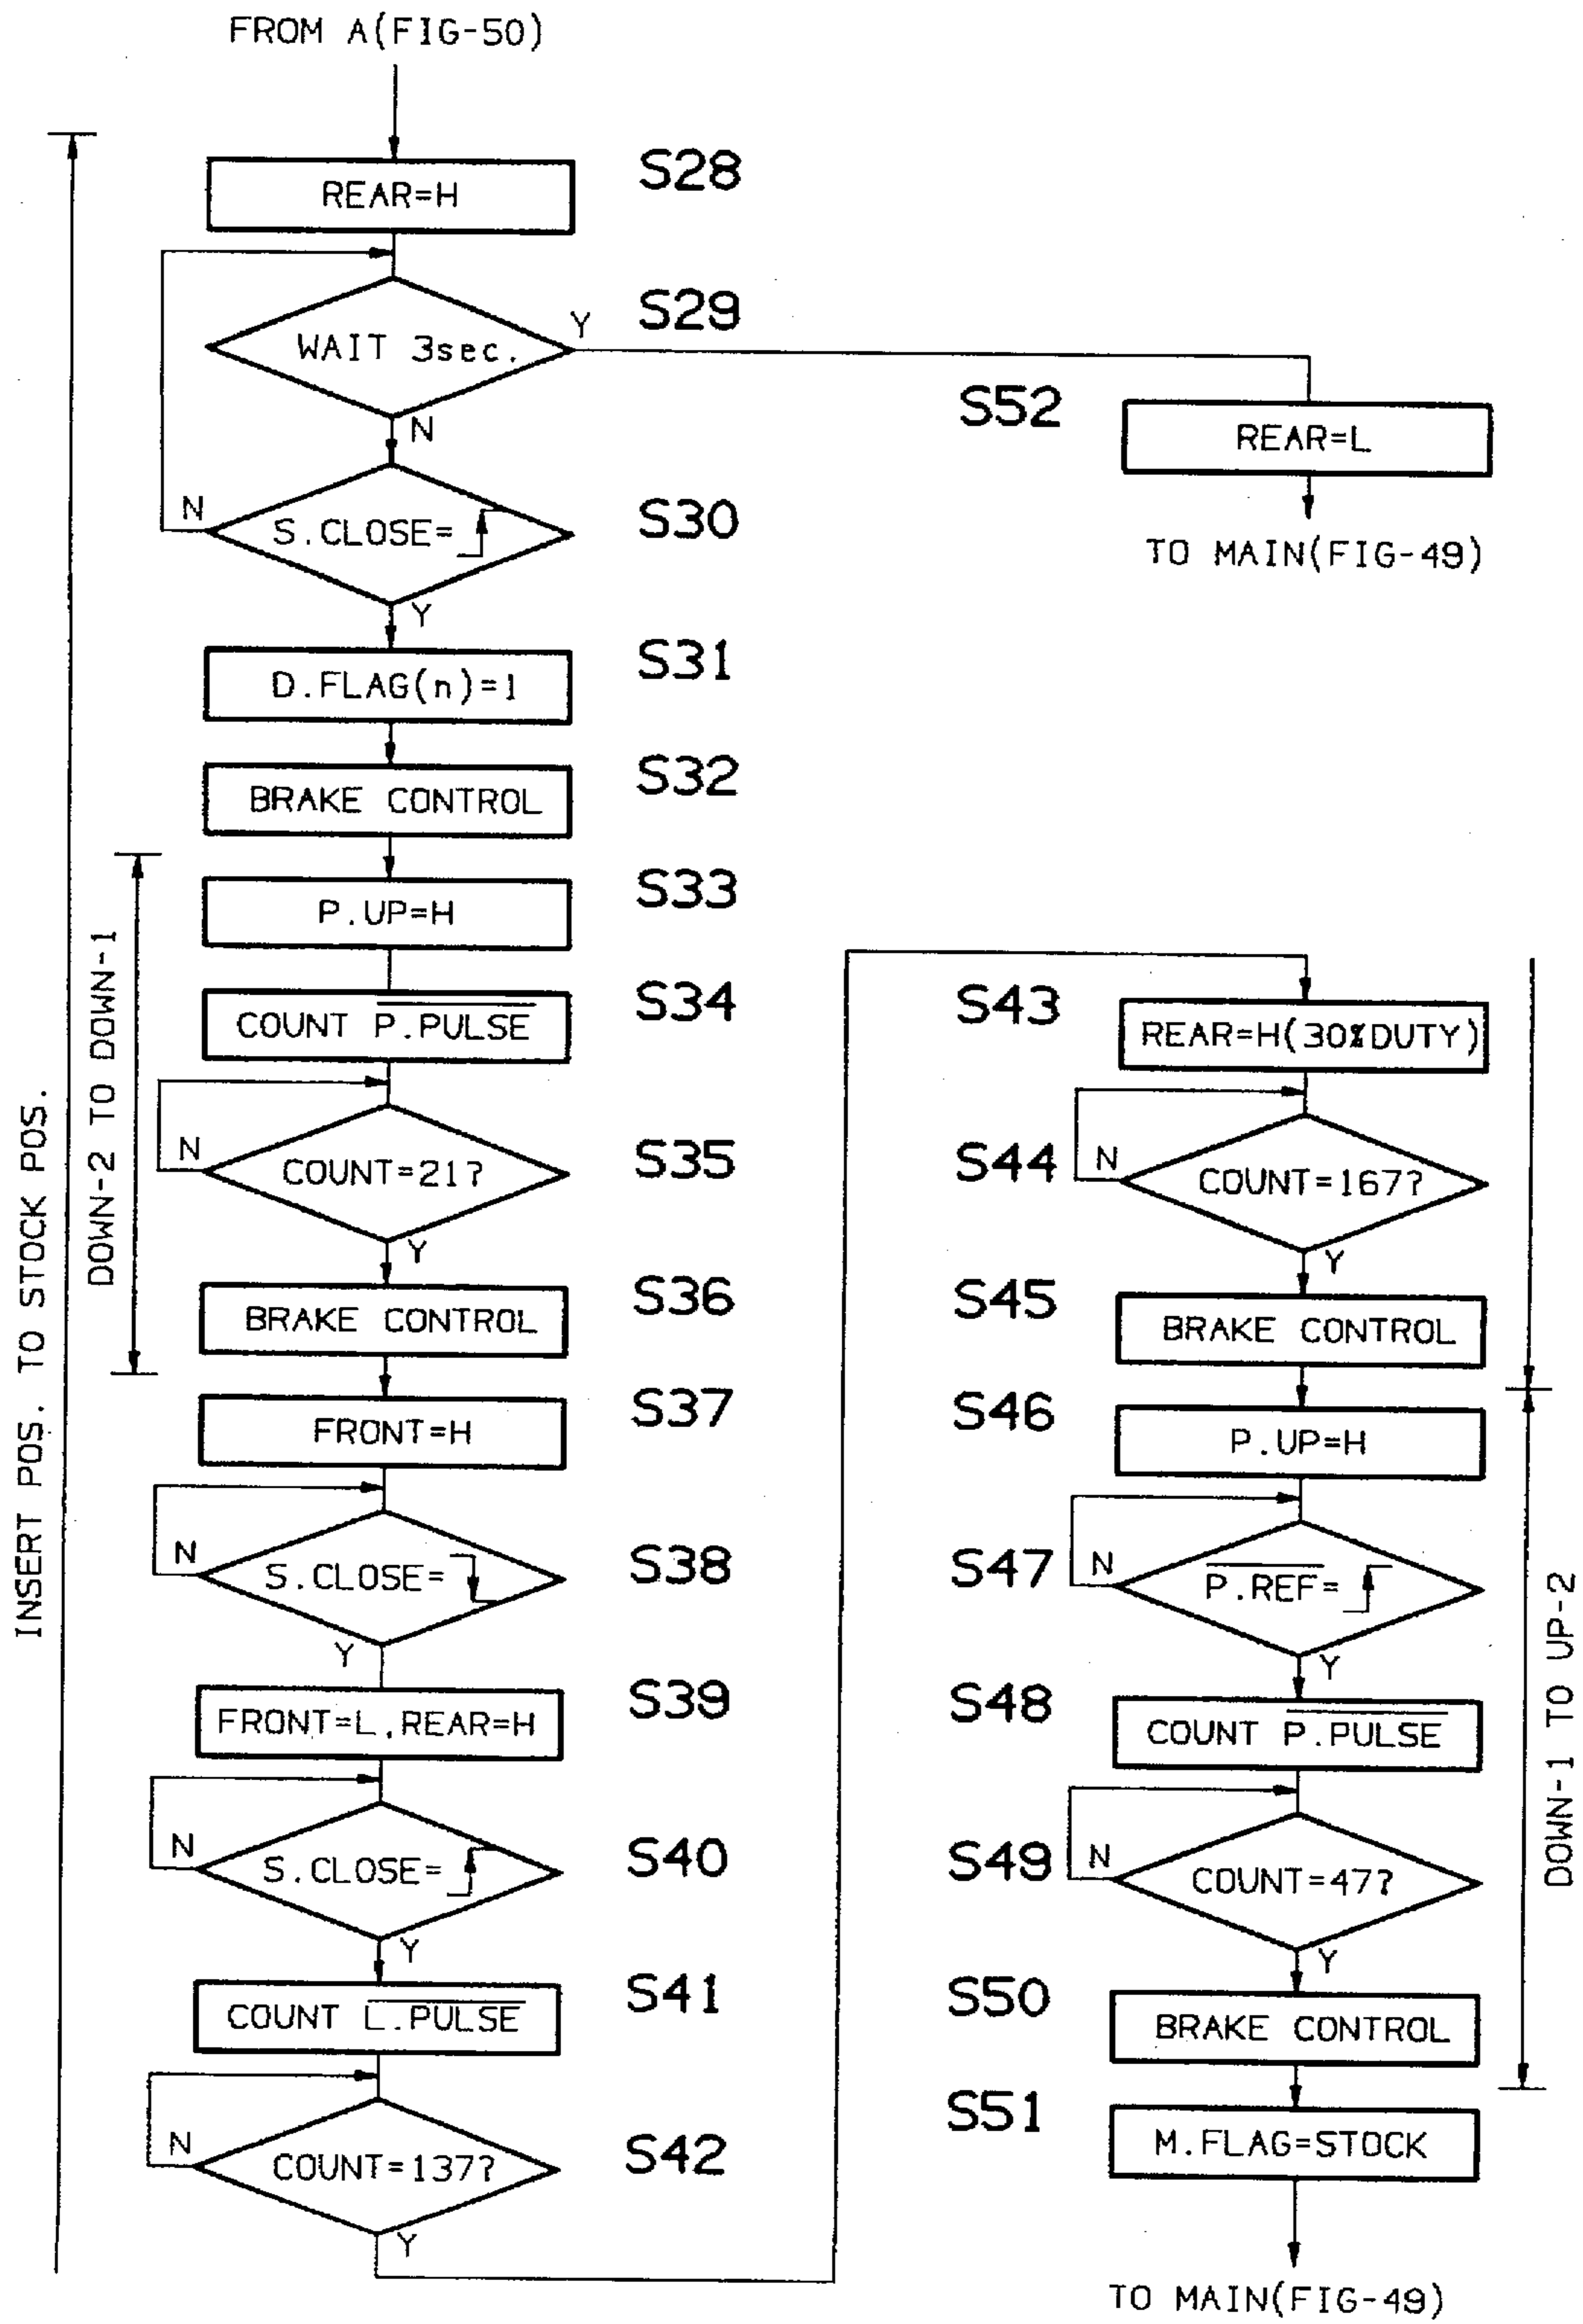 FROM A(FIG-50)
REAR=H
S28
WAIT 3sec.
Y
N
S29
S52
REAR=L
TO MAIN(FIG-49)
S.CLOSE=
N
Y
S30
D.FLAG(n)=1
S31
BRAKE CONTROL
S32
P.UP=H
S33
COUNT P.PULSE
S34
COUNT=21?
N
Y
S35
BRAKE CONTROL
S36
FRONT=H
S37
S.CLOSE=
N
Y
S38
FRONT=L,REAR=H
S39
S.CLOSE=
N
Y
S40
COUNT L.PULSE
S41
COUNT=137?
N
Y
S42
INSERT POS. TO STOCK POS.
DOWN-2 TO DOWN-1
S43
REAR=H(30%DUTY)
S44
N
COUNT=167?
Y
S45
BRAKE CONTROL
S46
P.UP=H
S47
N
P.REF=
Y
S48
COUNT P.PULSE
S49
N
COUNT=47?
Y
S50
BRAKE CONTROL
S51
M.FLAG=STOCK
DOWN-1 TO UP-2
TO MAIN(FIG-49)